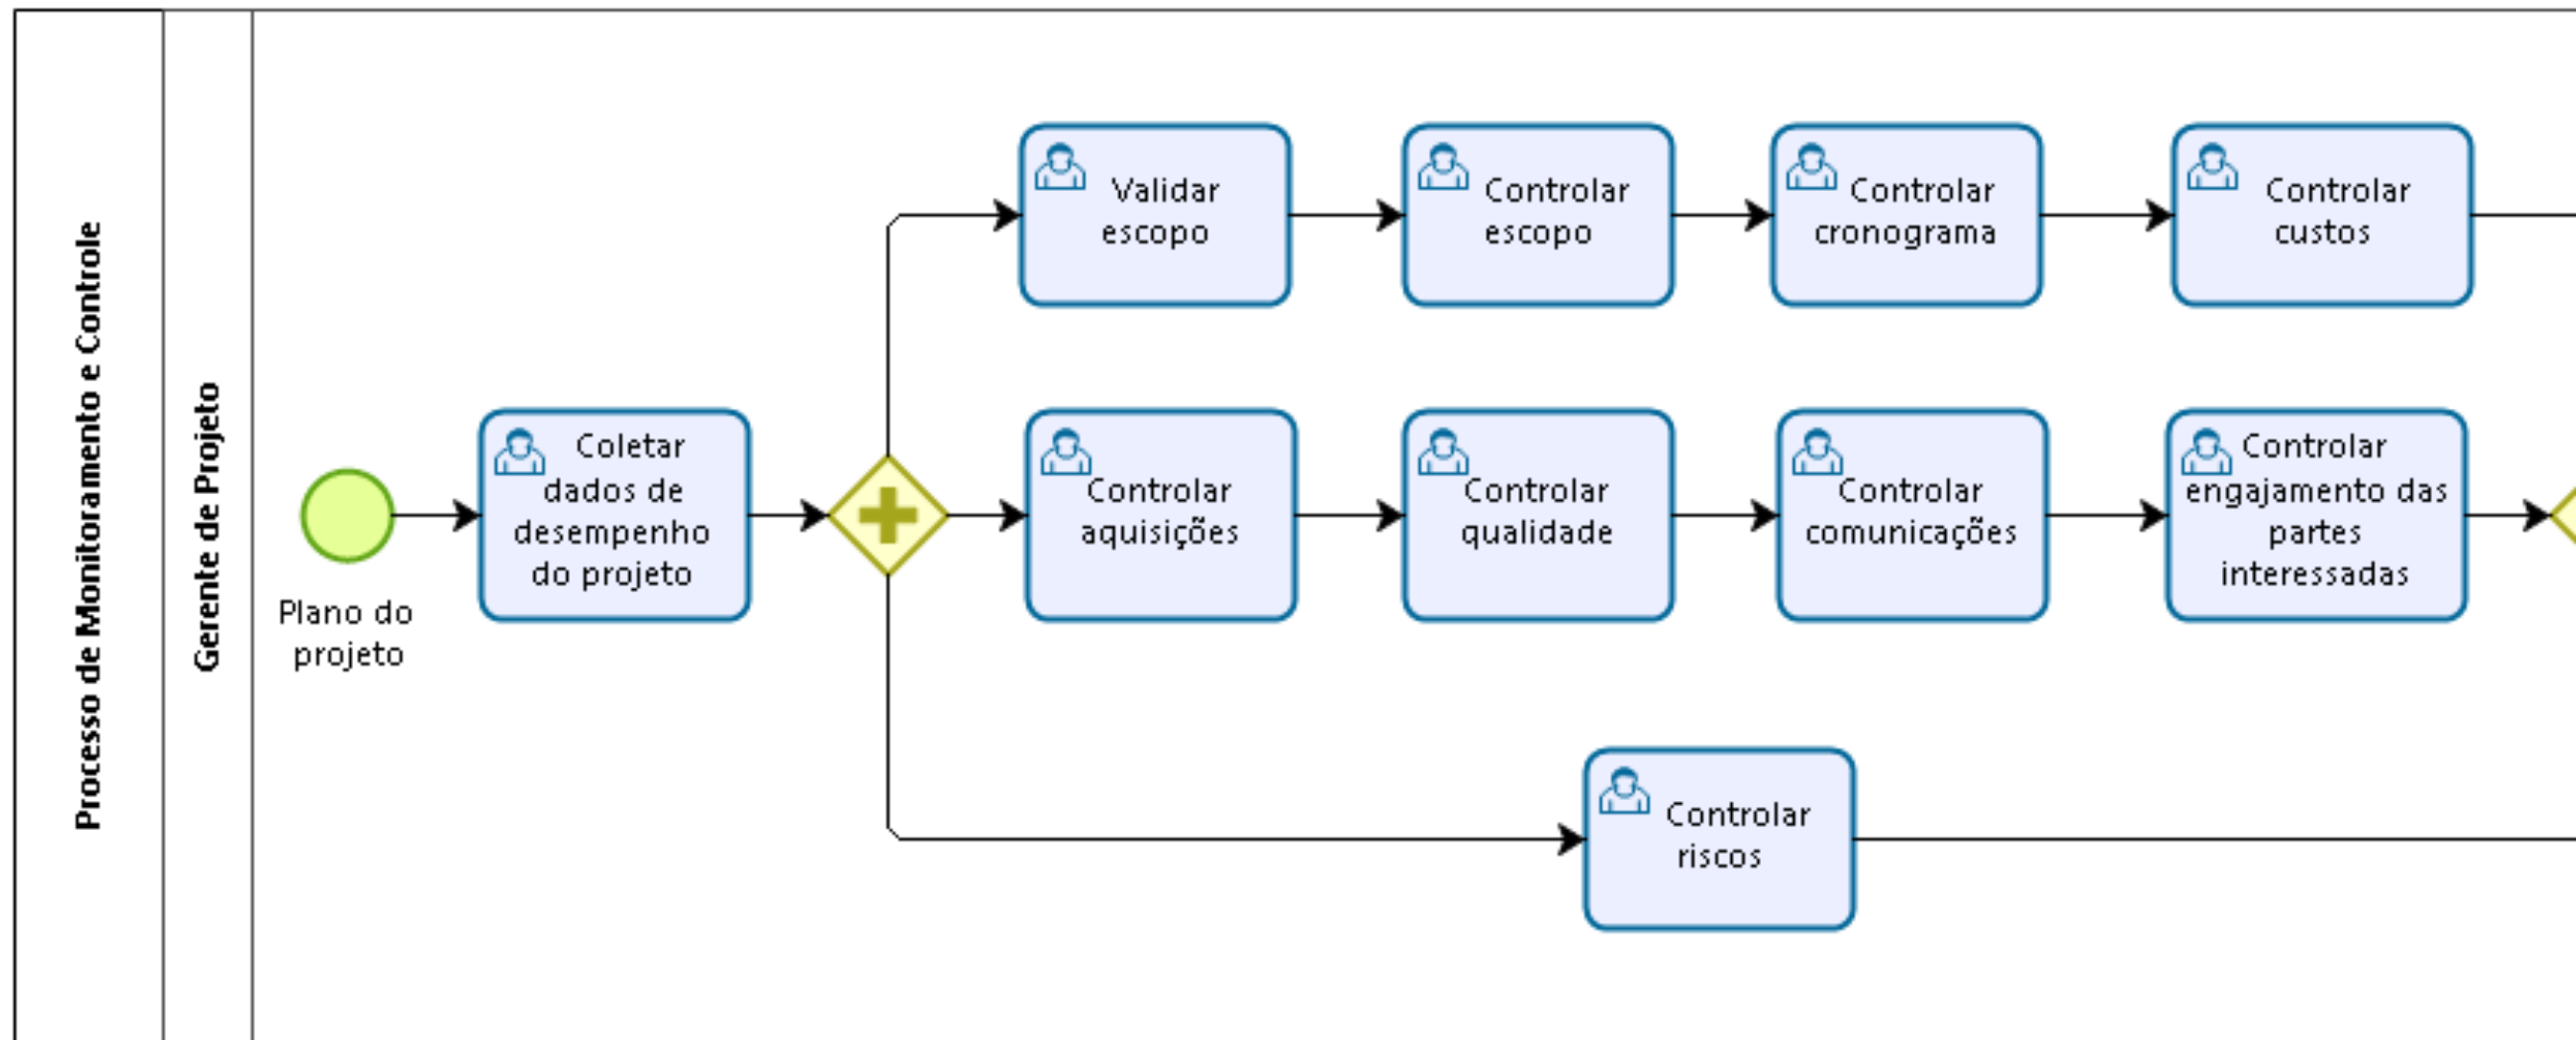 Processo de Monitoramento e Controle
Gerente de Projeto
Plano do
projeto
Coletar
dados de
desempenho
do projeto
Validar
escopo
Controlar
escopo
Controlar
cronograma
Controlar
custos
Controlar
aquisições
Controlar
qualidade
Controlar
comunicações
Controlar
engajamento das
partes
interessadas
Controlar
riscos